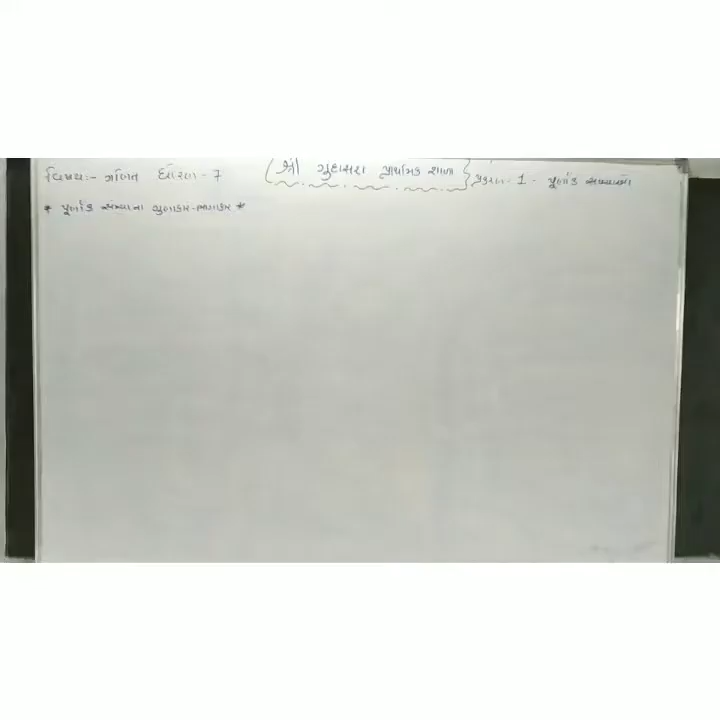 વિષય:- ગણિત ધોરણ - 7
શ્રી ગુહાસરા પ્રાથમિક શાળા
પ્રકરણ - 1 - પૂર્ણાંક સંખ્યાઓ
* પૂર્ણાંક સંખ્યાના ગુણાકાર-ભાગાકાર *